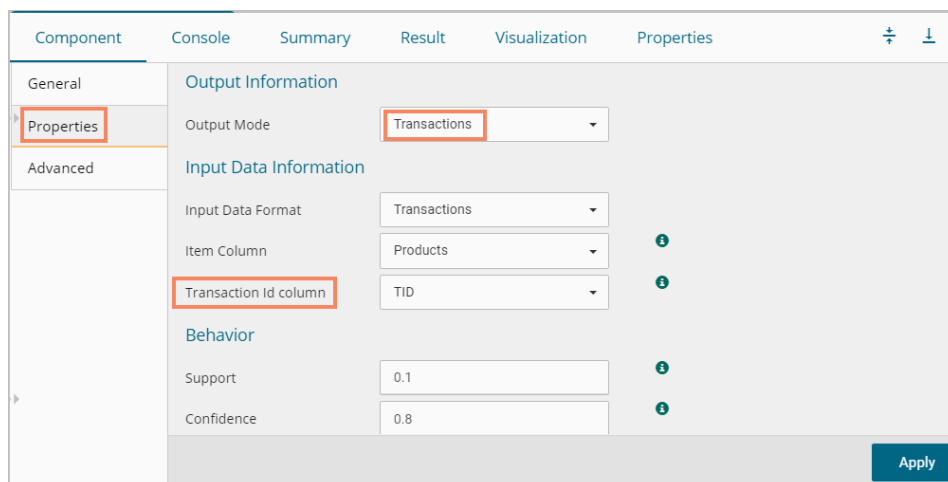 Component Console Summary Result Visualization Properties
General
Properties
Advanced
Output Information
Output Mode Transactions
Input Data Information
Input Data Format Transactions
Item Column Products
Transaction Id column TID
Behavior
Support 0.1
Confidence 0.8
Apply